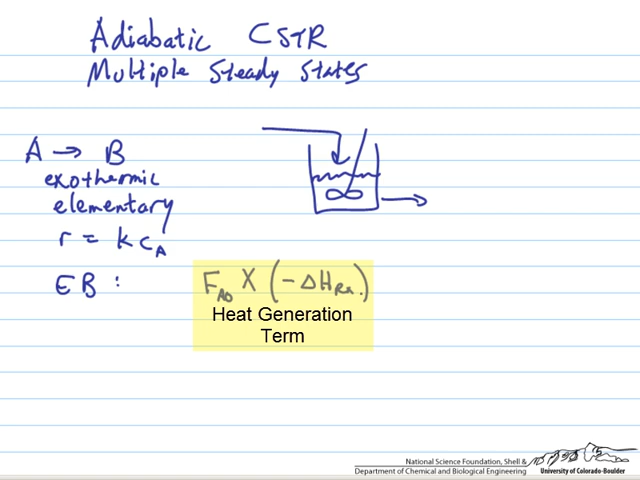 Adiabatic CSTR
Multiple Steady States
A → B
exothermic
elementary
r = k C_A
EB : F_A0 X (-ΔH_Rx)
Heat Generation
Term
National Science Foundation, Shell &
Department of Chemical and Biological Engineering
University of Colorado-Boulder